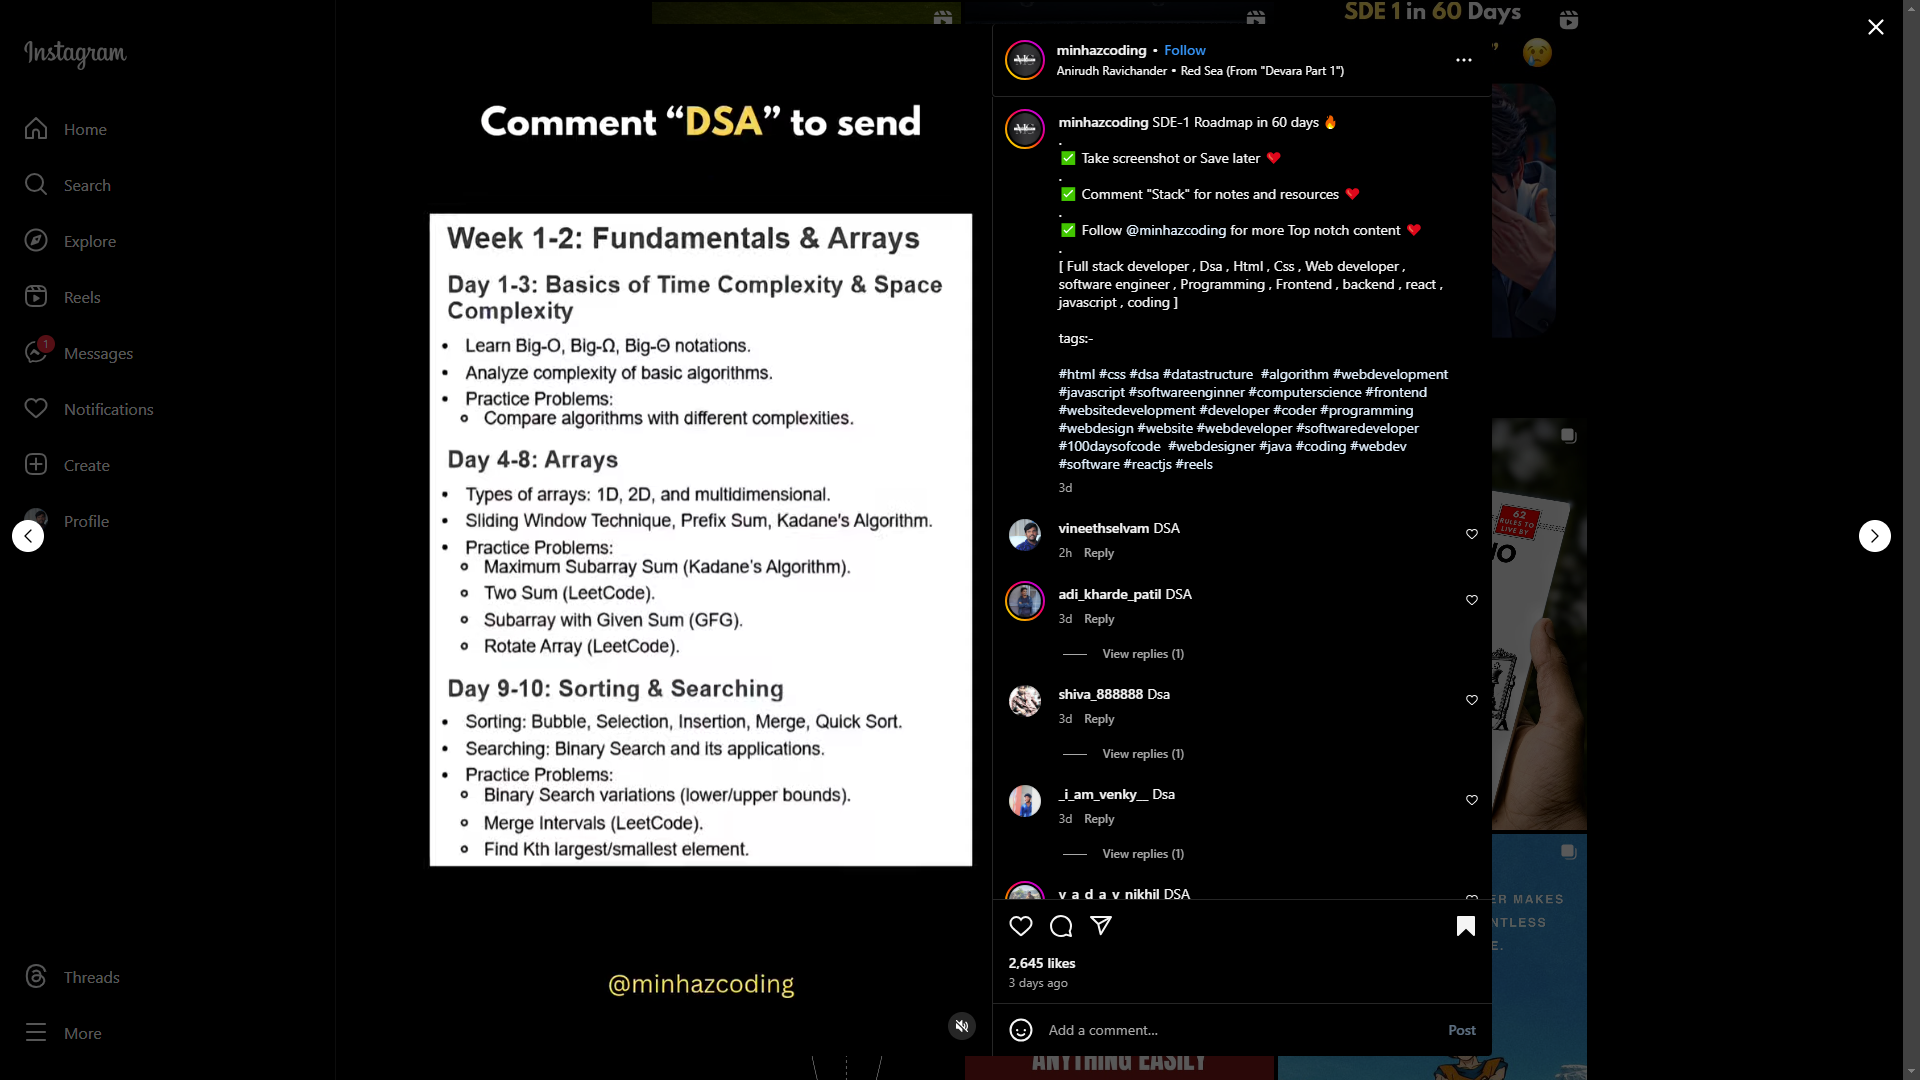 Instagram
Home
Search
Explore
Reels
1
Messages
Notifications
Create
Profile
Threads
More
Comment “DSA” to send
Week 1-2: Fundamentals & Arrays
Day 1-3: Basics of Time Complexity & Space
Complexity
• Learn Big-O, Big-Ω, Big-Θ notations.
• Analyze complexity of basic algorithms.
• Practice Problems:
Compare algorithms with different complexities.
Day 4-8: Arrays
• Types of arrays: 1D, 2D, and multidimensional.
• Sliding Window Technique, Prefix Sum, Kadane's Algorithm.
• Practice Problems:
Maximum Subarray Sum (Kadane's Algorithm).
Two Sum (LeetCode).
Subarray with Given Sum (GFG).
Rotate Array (LeetCode).
Day 9-10: Sorting & Searching
• Sorting: Bubble, Selection, Insertion, Merge, Quick Sort.
• Searching: Binary Search and its applications.
• Practice Problems:
Binary Search variations (lower/upper bounds).
Merge Intervals (LeetCode).
Find Kth largest/smallest element.
@minhazcoding
SDE 1 in 60 Days
minhazcoding • Follow
Anirudh Ravichander • Red Sea (From "Devara Part 1")
minhazcoding SDE-1 Roadmap in 60 days 🔥
.
✅ Take screenshot or Save later ❤️
.
✅ Comment "Stack" for notes and resources ❤️
.
✅ Follow @minhazcoding for more Top notch content ❤️
.
[ Full stack developer , Dsa , Html , Css , Web developer ,
software engineer , Programming , Frontend , backend , react ,
javascript , coding ]
tags:-
#html #css #dsa #datastructure #algorithm #webdevelopment
#javascript #softwareenginner #computerscience #frontend
#websitedevelopment #developer #coder #programming
#webdesign #website #webdeveloper #softwaredeveloper
#100daysofcode #webdesigner #java #coding #webdev
#software #reactjs #reels
3d
vineethselvam DSA
2h Reply
adi_kharde_patil DSA
3d Reply
View replies (1)
shiva_888888 Dsa
3d Reply
View replies (1)
_i_am_venky__ Dsa
3d Reply
View replies (1)
y_a_d_a_v_nikhil DSA
2,645 likes
3 days ago
Add a comment...
Post
62
RULES TO
LIVE BY
NO
ER MAKES
NTLESS
E.
ANYTHING EASILY